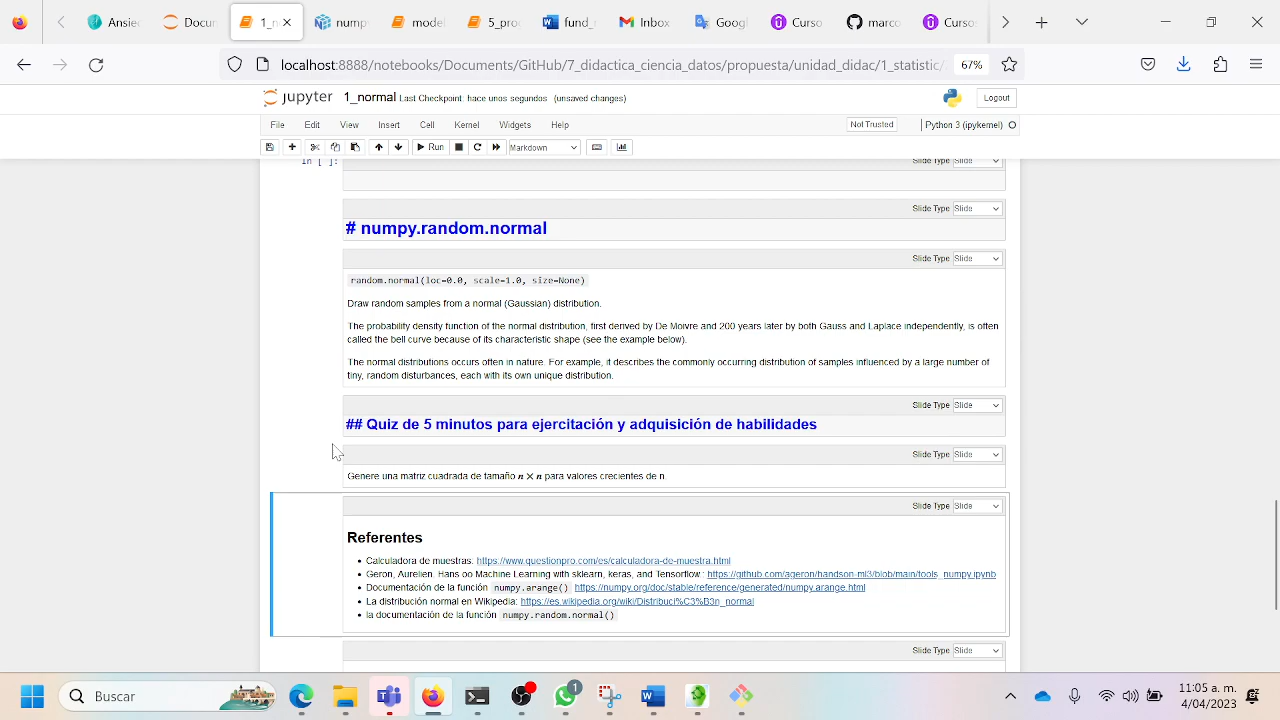 1_n
Ansie
Docur
nump
model
5_pro
fund_
Inbox
Googl
Curso
marco
Curso
localhost:8888/notebooks/Documents/GitHub/7_didactica_ciencia_datos/propuesta/unidad_didac/1_statistic/
67%
jupyter 1_normal Last Checkpoint: hace unos segundos (unsaved changes)
Logout
File Edit View Insert Cell Kernel Widgets Help
Not Trusted
Python 3 (ipykernel)
Run
Markdown
In [ ]:
Slide Type Slide
Slide Type Slide
# numpy.random.normal
Slide Type Slide
random.normal(loc=0.0, scale=1.0, size=None)
Draw random samples from a normal (Gaussian) distribution.
The probability density function of the normal distribution, first derived by De Moivre and 200 years later by both Gauss and Laplace independently, is often
called the bell curve because of its characteristic shape (see the example below).
The normal distributions occurs often in nature. For example, it describes the commonly occurring distribution of samples influenced by a large number of
tiny, random disturbances, each with its own unique distribution.
Slide Type Slide
## Quiz de 5 minutos para ejercitación y adquisición de habilidades
Slide Type Slide
Genere una matriz cuadrada de tamaño n × n para valores crecientes de n.
Slide Type Slide
Referentes
• Calculadora de muestras: https://www.questionpro.com/es/calculadora-de-muestra.html
• Geron, Aurelien. Hans oo Machine Learning with sklearn, keras, and Tensorflow : https://github.com/ageron/handson-ml3/blob/main/tools_numpy.ipynb
• Documentación de la función numpy.arange() https://numpy.org/doc/stable/reference/generated/numpy.arange.html
• La distribución normal en Wikipedia: https://es.wikipedia.org/wiki/Distribuci%C3%B3n_normal
• la documentación de la función numpy.random.normal()
Slide Type Slide
Buscar
1
11:05 a. m.
4/04/2023